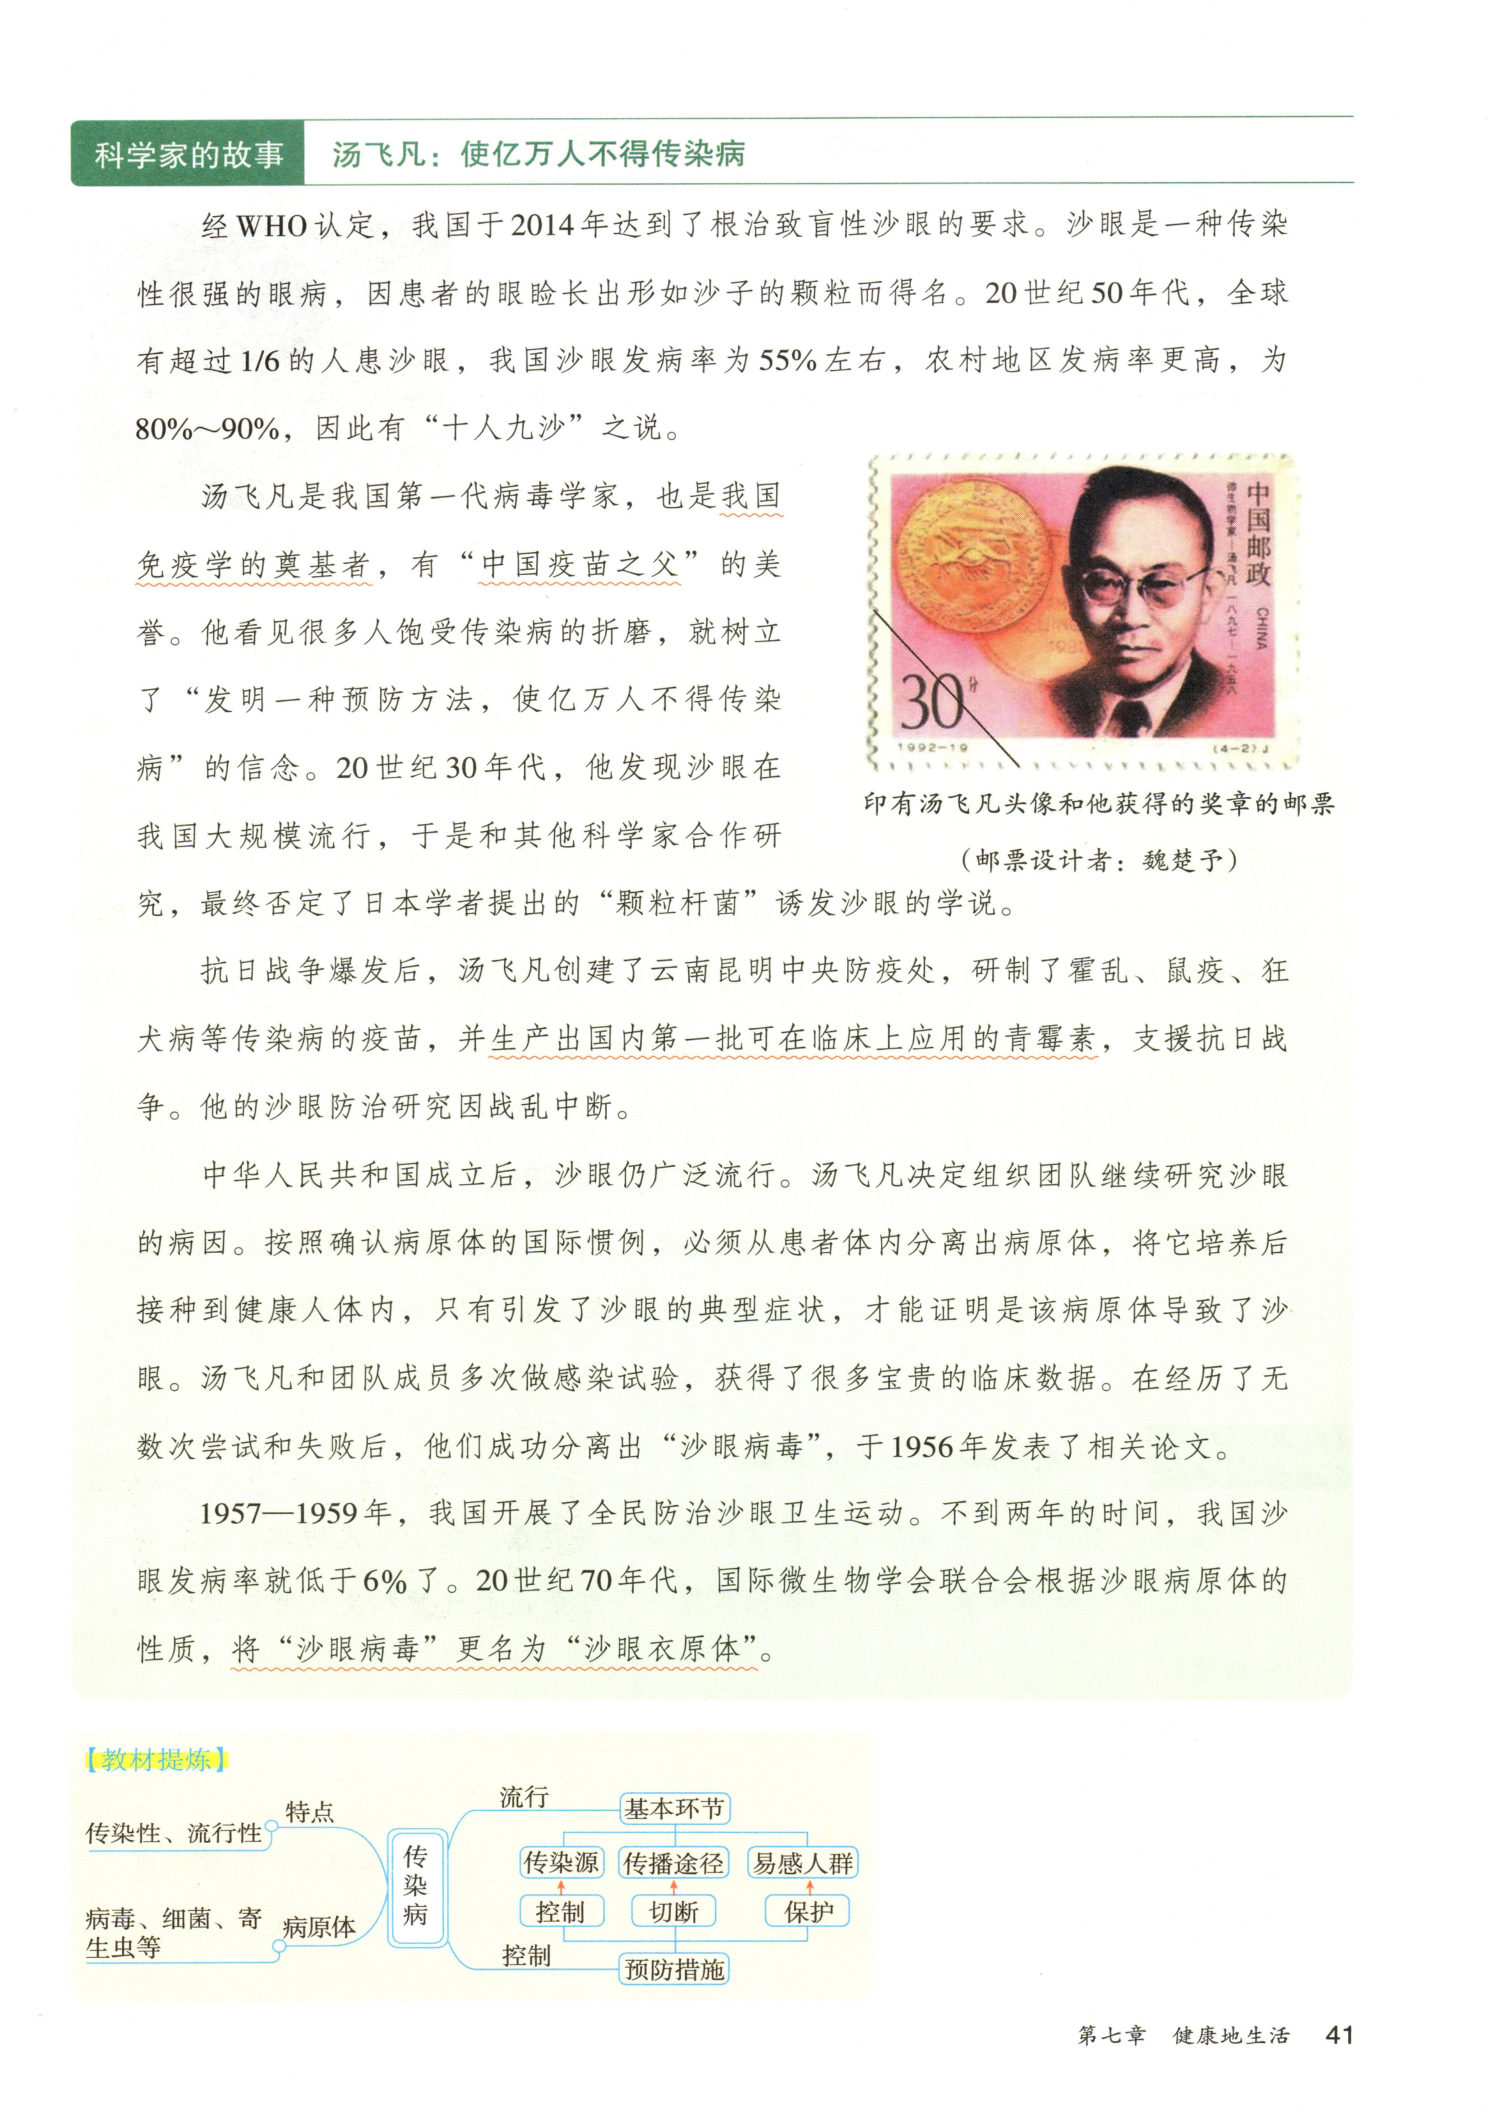 科学家的故事 汤飞凡：使亿万人不得传染病
经WHO认定，我国于2014年达到了根治致盲性沙眼的要求。沙眼是一种传染
性很强的眼病，因患者的眼睑长出形如沙子的颗粒而得名。20世纪50年代，全球
有超过1/6的人患沙眼，我国沙眼发病率为55%左右，农村地区发病率更高，为
80%～90%，因此有“十人九沙”之说。
汤飞凡是我国第一代病毒学家，也是我国
免疫学的奠基者，有“中国疫苗之父”的美
誉。他看见很多人饱受传染病的折磨，就树立
了“发明一种预防方法，使亿万人不得传染
病”的信念。20世纪30年代，他发现沙眼在
我国大规模流行，于是和其他科学家合作研
究，最终否定了日本学者提出的“颗粒杆菌”诱发沙眼的学说。
中国邮政 CHINA
微生物学家—汤飞凡 一八九七—一九五八
30分
1992-19
(4-2)J
印有汤飞凡头像和他获得的奖章的邮票
（邮票设计者：魏楚予）
抗日战争爆发后，汤飞凡创建了云南昆明中央防疫处，研制了霍乱、鼠疫、狂
犬病等传染病的疫苗，并生产出国内第一批可在临床上应用的青霉素，支援抗日战
争。他的沙眼防治研究因战乱中断。
中华人民共和国成立后，沙眼仍广泛流行。汤飞凡决定组织团队继续研究沙眼
的病因。按照确认病原体的国际惯例，必须从患者体内分离出病原体，将它培养后
接种到健康人体内，只有引发了沙眼的典型症状，才能证明是该病原体导致了沙
眼。汤飞凡和团队成员多次做感染试验，获得了很多宝贵的临床数据。在经历了无
数次尝试和失败后，他们成功分离出“沙眼病毒”，于1956年发表了相关论文。
1957—1959年，我国开展了全民防治沙眼卫生运动。不到两年的时间，我国沙
眼发病率就低于6%了。20世纪70年代，国际微生物学会联合会根据沙眼病原体的
性质，将“沙眼病毒”更名为“沙眼衣原体”。
【教材提炼】
传染性、流行性
特点
病毒、细菌、寄
生虫等
病原体
传染病
流行
基本环节
传染源 传播途径 易感人群
控制 切断 保护
控制
预防措施
第七章 健康地生活 41